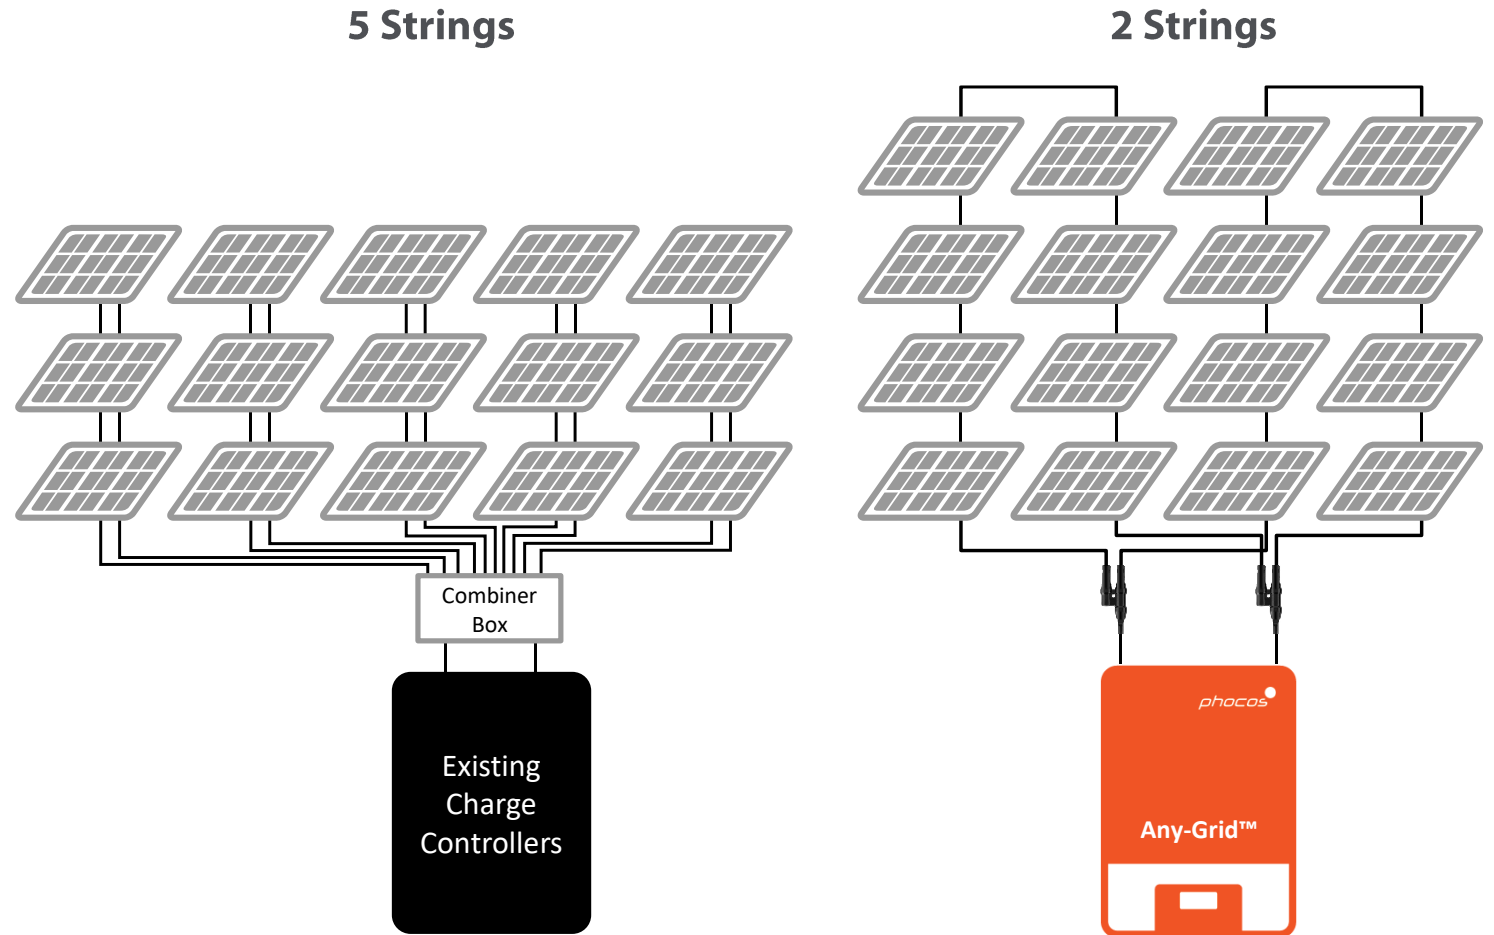 5 Strings
2 Strings
Combiner
Box
Existing
Charge
Controllers
phocos
Any-Grid™